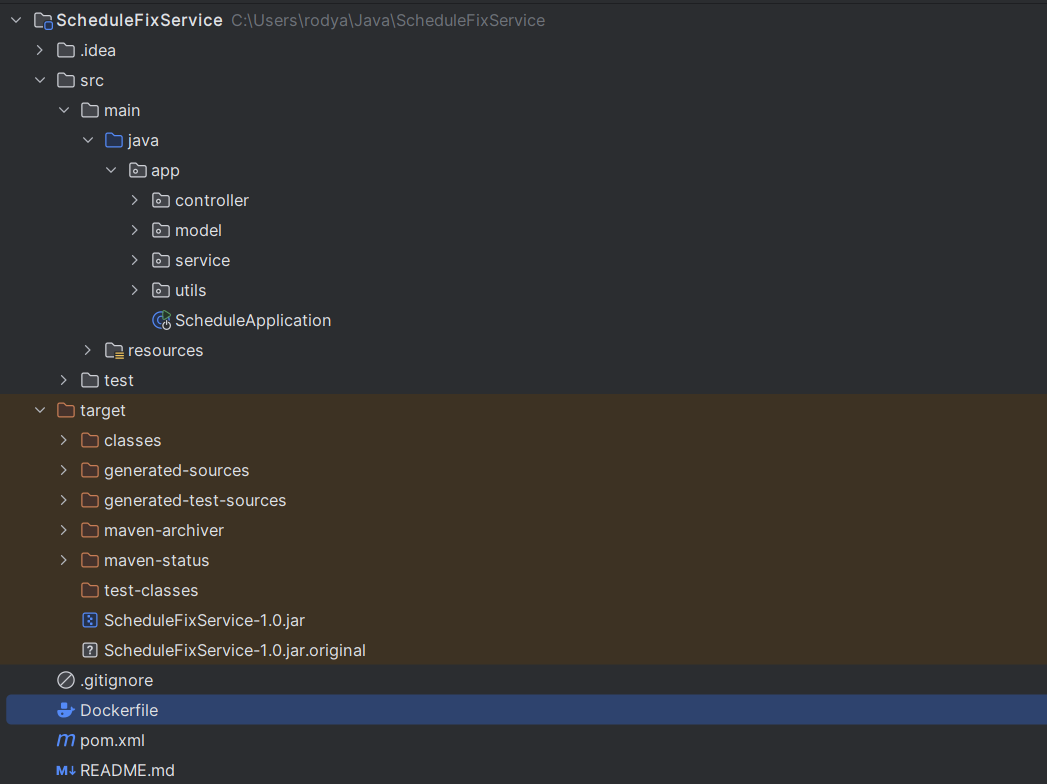 ScheduleFixService C:\Users\rodya\Java\ScheduleFixService
.idea
src
main
java
app
controller
model
service
utils
ScheduleApplication
resources
test
target
classes
generated-sources
generated-test-sources
maven-archiver
maven-status
test-classes
ScheduleFixService-1.0.jar
ScheduleFixService-1.0.jar.original
.gitignore
Dockerfile
pom.xml
README.md